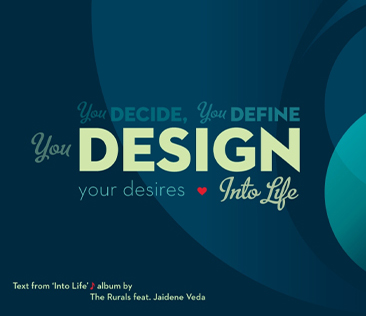 You DECIDE, You DEFINE
You DESIGN
your desires Into Life
Text from 'Into Life' album by
The Rurals feat. Jaidene Veda